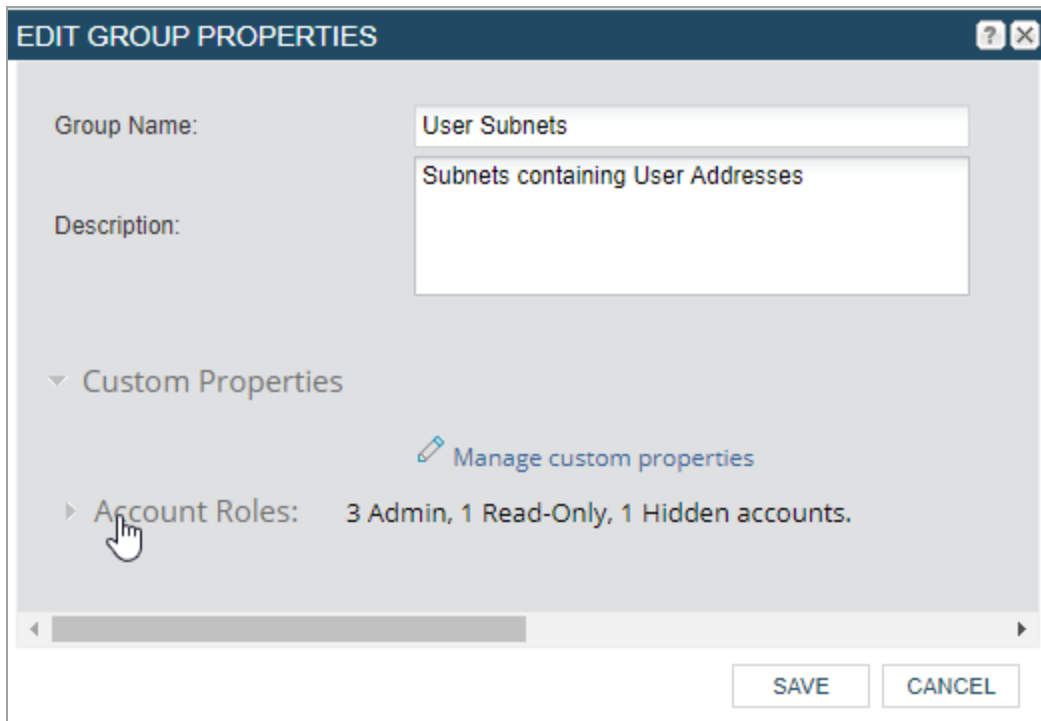 EDIT GROUP PROPERTIES
Group Name: User Subnets
Description: Subnets containing User Addresses
Custom Properties
Manage custom properties
Account Roles: 3 Admin, 1 Read-Only, 1 Hidden accounts.
SAVE CANCEL